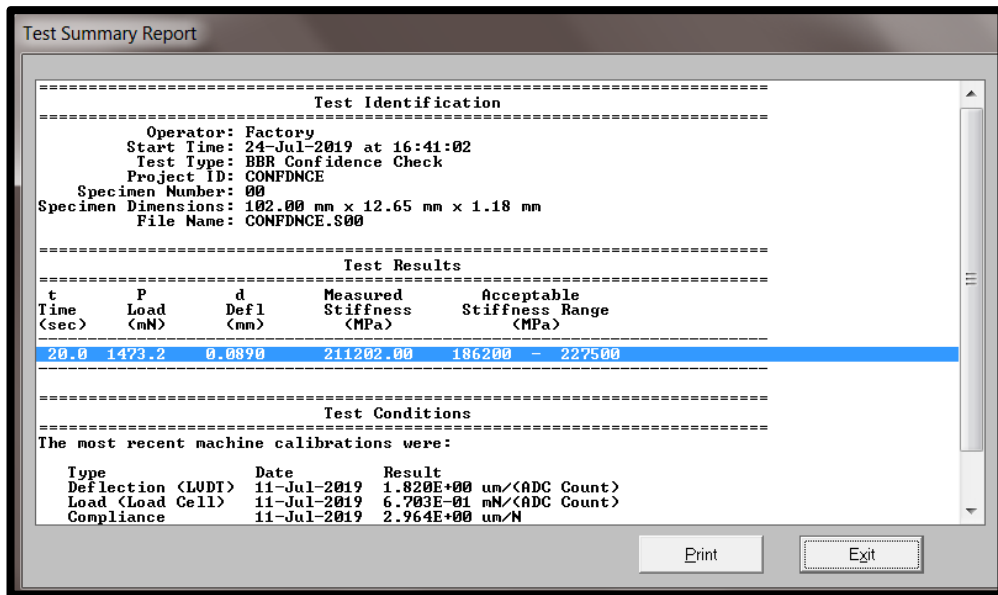 Test Summary Report
==========================================================================
Test Identification
==========================================================================
Operator: Factory
Start Time: 24-Jul-2019 at 16:41:02
Test Type: BBR Confidence Check
Project ID: CONFDNCE
Specimen Number: 00
Specimen Dimensions: 102.00 mm x 12.65 mm x 1.18 mm
File Name: CONFDNCE.S00
==========================================================================
Test Results
==========================================================================
t P d Measured Acceptable
Time Load Defl Stiffness Stiffness Range
(sec) (mN) (mm) (MPa) (MPa)
--------------------------------------------------------------------------
20.0 1473.2 0.0890 211202.00 186200 - 227500
--------------------------------------------------------------------------
==========================================================================
Test Conditions
==========================================================================
The most recent machine calibrations were:
Type Date Result
Deflection (LVDT) 11-Jul-2019 1.820E+00 um/(ADC Count)
Load (Load Cell) 11-Jul-2019 6.703E-01 mN/(ADC Count)
Compliance 11-Jul-2019 2.964E+00 um/N
Print Exit